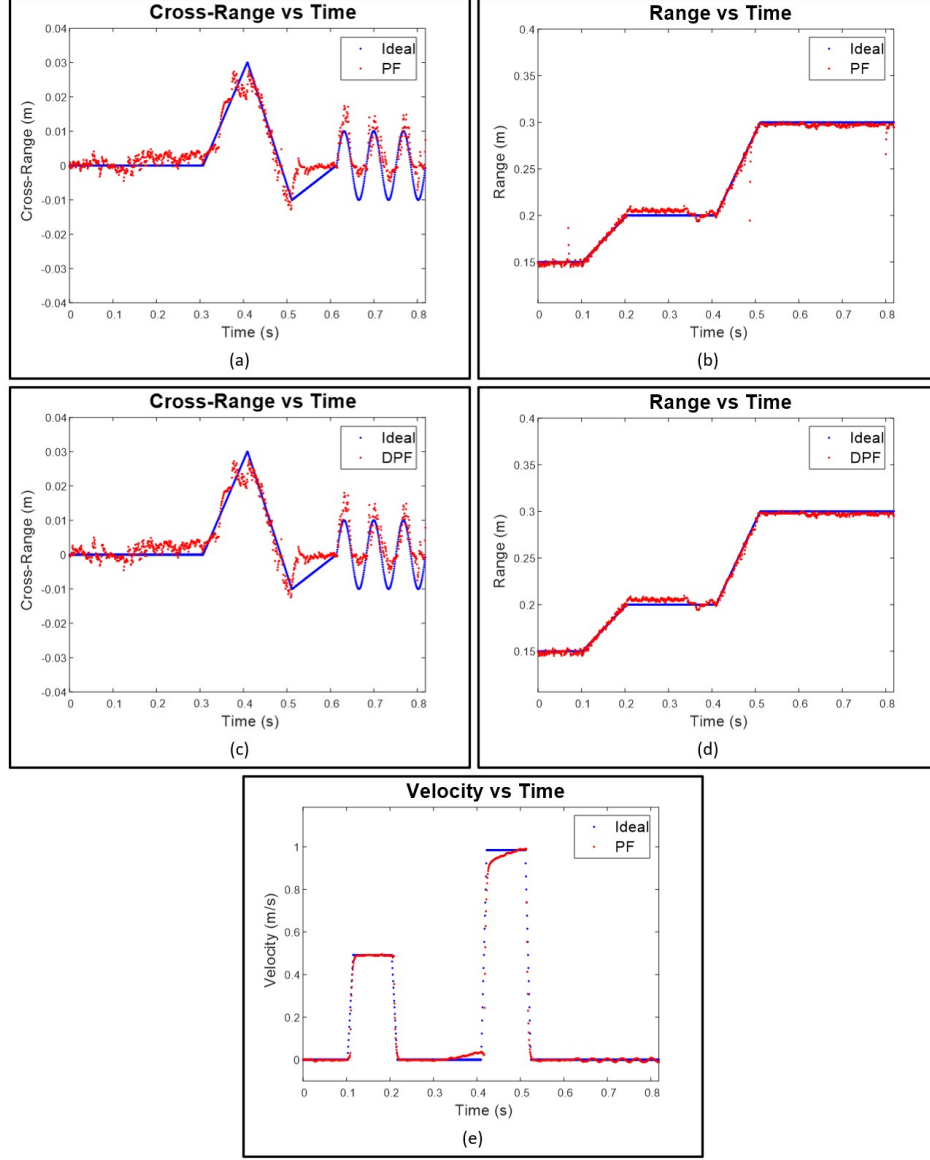 Cross-Range vs Time
0.04
0.03
0.02
0.01
0
-0.01
-0.02
-0.03
-0.04
Cross-Range (m)
Ideal
PF
0 0.1 0.2 0.3 0.4 0.5 0.6 0.7 0.8
Time (s)
(a)
Range vs Time
0.4
0.35
0.3
0.25
0.2
0.15
Range (m)
Ideal
PF
0 0.1 0.2 0.3 0.4 0.5 0.6 0.7 0.8
Time (s)
(b)
Cross-Range vs Time
0.04
0.03
0.02
0.01
0
-0.01
-0.02
-0.03
-0.04
Cross-Range (m)
Ideal
DPF
0 0.1 0.2 0.3 0.4 0.5 0.6 0.7 0.8
Time (s)
(c)
Range vs Time
0.4
0.35
0.3
0.25
0.2
0.15
Range (m)
Ideal
DPF
0 0.1 0.2 0.3 0.4 0.5 0.6 0.7 0.8
Time (s)
(d)
Velocity vs Time
1
0.8
0.6
0.4
0.2
0
Velocity (m/s)
Ideal
PF
0 0.1 0.2 0.3 0.4 0.5 0.6 0.7 0.8
Time (s)
(e)